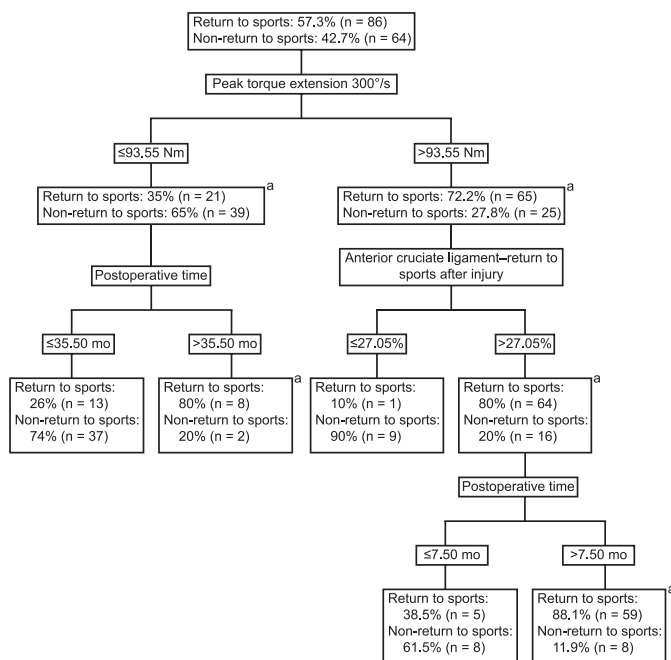 Return to sports: 57.3% (n = 86)
Non-return to sports: 42.7% (n = 64)
Peak torque extension 300°/s
≤93.55 Nm
>93.55 Nm
a
Return to sports: 35% (n = 21)
Non-return to sports: 65% (n = 39)
a
Return to sports: 72.2% (n = 65)
Non-return to sports: 27.8% (n = 25)
Postoperative time
Anterior cruciate ligament–return to
sports after injury
≤35.50 mo
>35.50 mo
≤27.05%
>27.05%
Return to sports:
26% (n = 13)
Non-return to sports:
74% (n = 37)
a
Return to sports:
80% (n = 8)
Non-return to sports:
20% (n = 2)
Return to sports:
10% (n = 1)
Non-return to sports:
90% (n = 9)
a
Return to sports:
80% (n = 64)
Non-return to sports:
20% (n = 16)
Postoperative time
≤7.50 mo
>7.50 mo
Return to sports:
38.5% (n = 5)
Non-return to sports:
61.5% (n = 8)
a
Return to sports:
88.1% (n = 59)
Non-return to sports:
11.9% (n = 8)